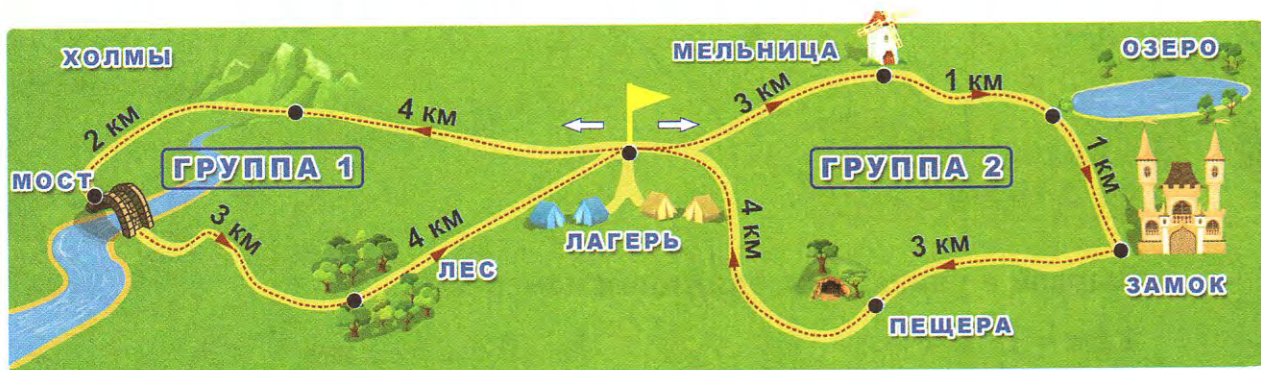 ХОЛМЫ
МЕЛЬНИЦА
ОЗЕРО
2 км
4 км
3 км
1 км
ГРУППА 1
ГРУППА 2
1 км
МОСТ
3 км
4 км
ЛАГЕРЬ
4 км
3 км
ЛЕС
ЗАМОК
ПЕЩЕРА